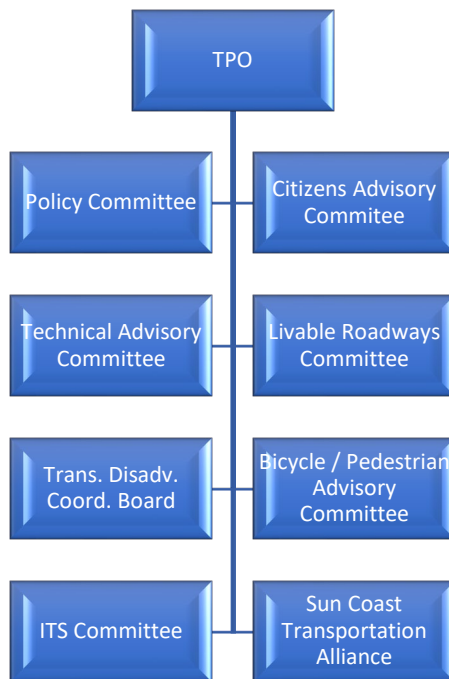 TPO
Policy Committee
Citizens Advisory
Commitee
Technical Advisory
Committee
Livable Roadways
Committee
Trans. Disadv.
Coord. Board
Bicycle / Pedestrian
Advisory
Committee
ITS Committee
Sun Coast
Transportation
Alliance